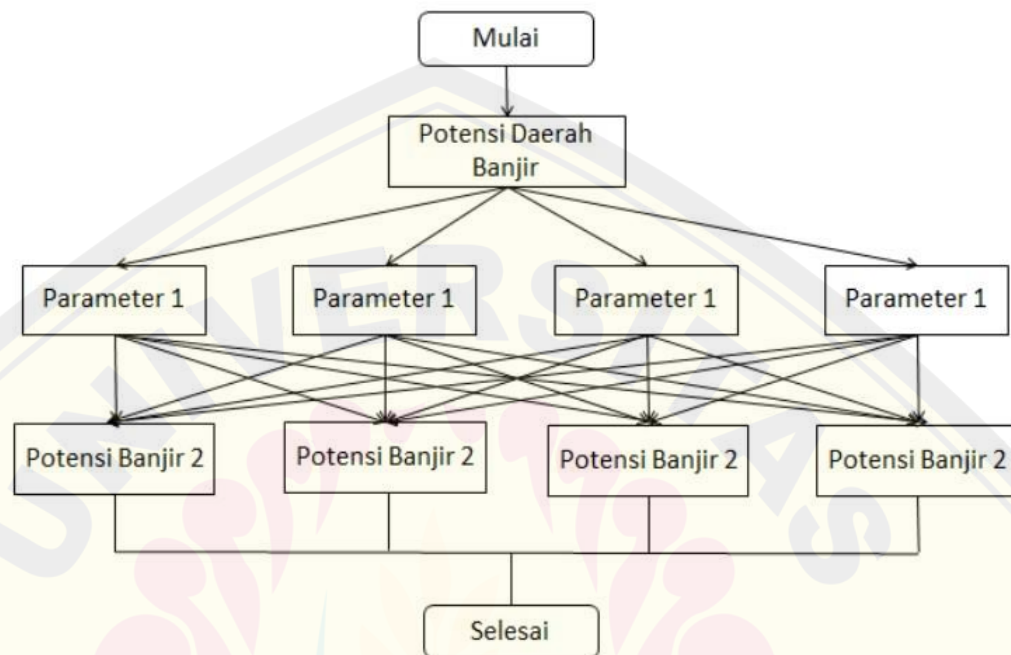 Mulai
Potensi Daerah
Banjir
Parameter 1
Parameter 1
Parameter 1
Parameter 1
Potensi Banjir 2
Potensi Banjir 2
Potensi Banjir 2
Potensi Banjir 2
Selesai
UNIVERSITAS